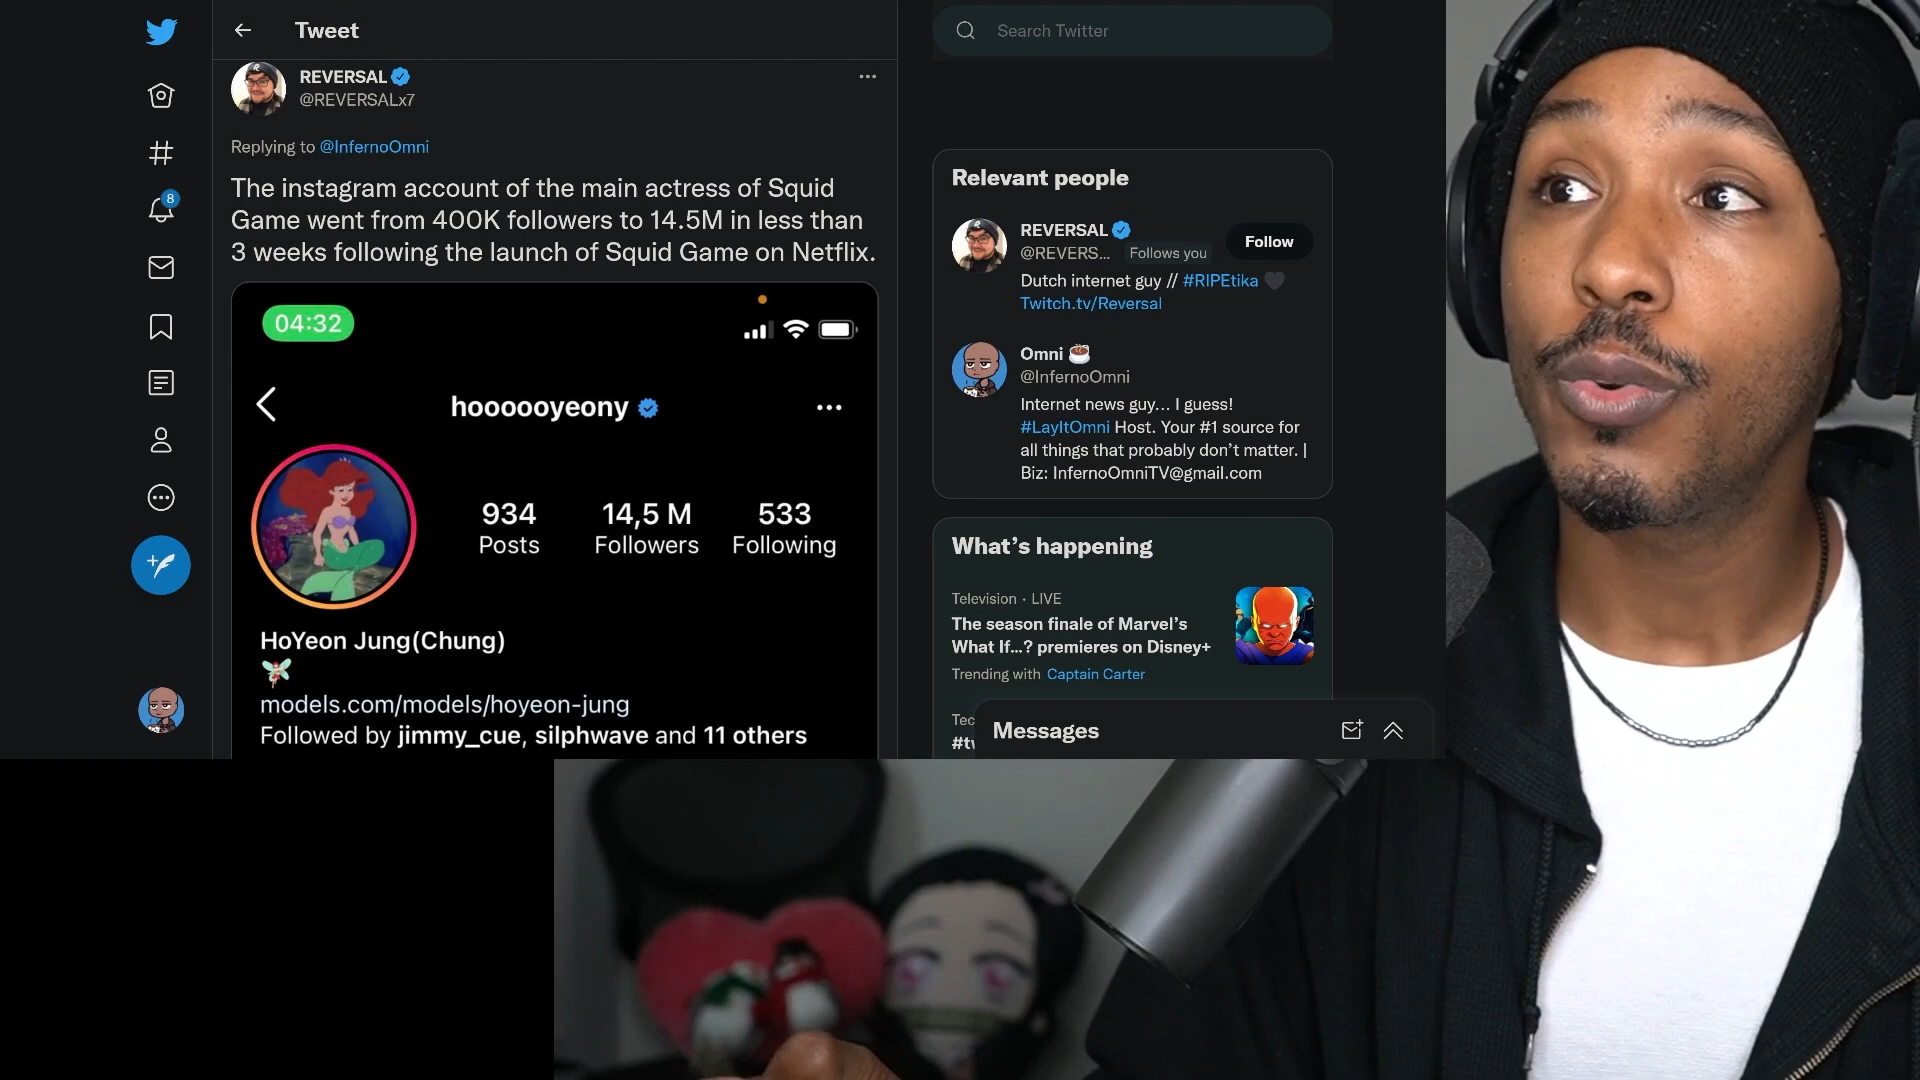 Tweet
Search Twitter
REVERSAL
@REVERSALx7
Replying to @InfernoOmni
The instagram account of the main actress of Squid
Game went from 400K followers to 14.5M in less than
3 weeks following the launch of Squid Game on Netflix.
8
04:32
hoooooyeony
934
Posts
14,5 M
Followers
533
Following
HoYeon Jung(Chung)
models.com/models/hoyeon-jung
Followed by jimmy_cue, silphwave and 11 others
Relevant people
REVERSAL
@REVERS... Follows you
Follow
Dutch internet guy // #RIPEtika
Twitch.tv/Reversal
Omni
@InfernoOmni
Internet news guy... I guess!
#LayItOmni Host. Your #1 source for
all things that probably don't matter. |
Biz: InfernoOmniTV@gmail.com
What's happening
Television · LIVE
The season finale of Marvel's
What If...? premieres on Disney+
Trending with Captain Carter
Messages